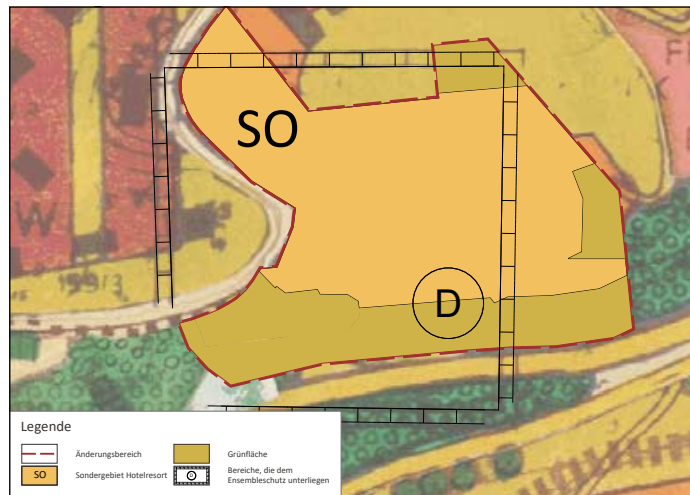 SO
W
199/3
D
Legende
Änderungsbereich
Grünfläche
SO
Sondergebiet Hotelresort
Bereiche, die dem
Ensembleschutz unterliegen